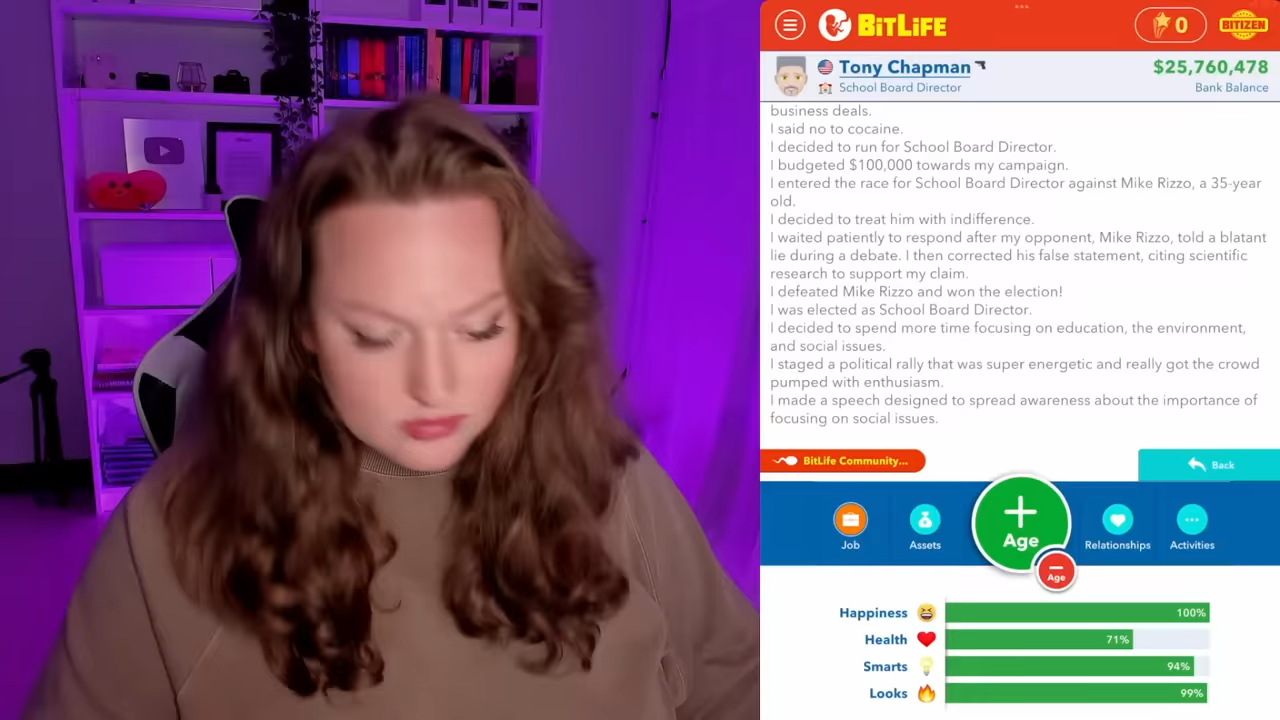 BITLIFE
0
BITIZEN
Tony Chapman
$25,760,478
School Board Director
Bank Balance
business deals.
I said no to cocaine.
I decided to run for School Board Director.
I budgeted $100,000 towards my campaign.
I entered the race for School Board Director against Mike Rizzo, a 35-year
old.
I decided to treat him with indifference.
I waited patiently to respond after my opponent, Mike Rizzo, told a blatant
lie during a debate. I then corrected his false statement, citing scientific
research to support my claim.
I defeated Mike Rizzo and won the election!
I was elected as School Board Director.
I decided to spend more time focusing on education, the environment,
and social issues.
I staged a political rally that was super energetic and really got the crowd
pumped with enthusiasm.
I made a speech designed to spread awareness about the importance of
focusing on social issues.
BitLife Community...
Back
Job
Assets
Age
Relationships
Activities
Age
Happiness
100%
Health
71%
Smarts
94%
Looks
99%